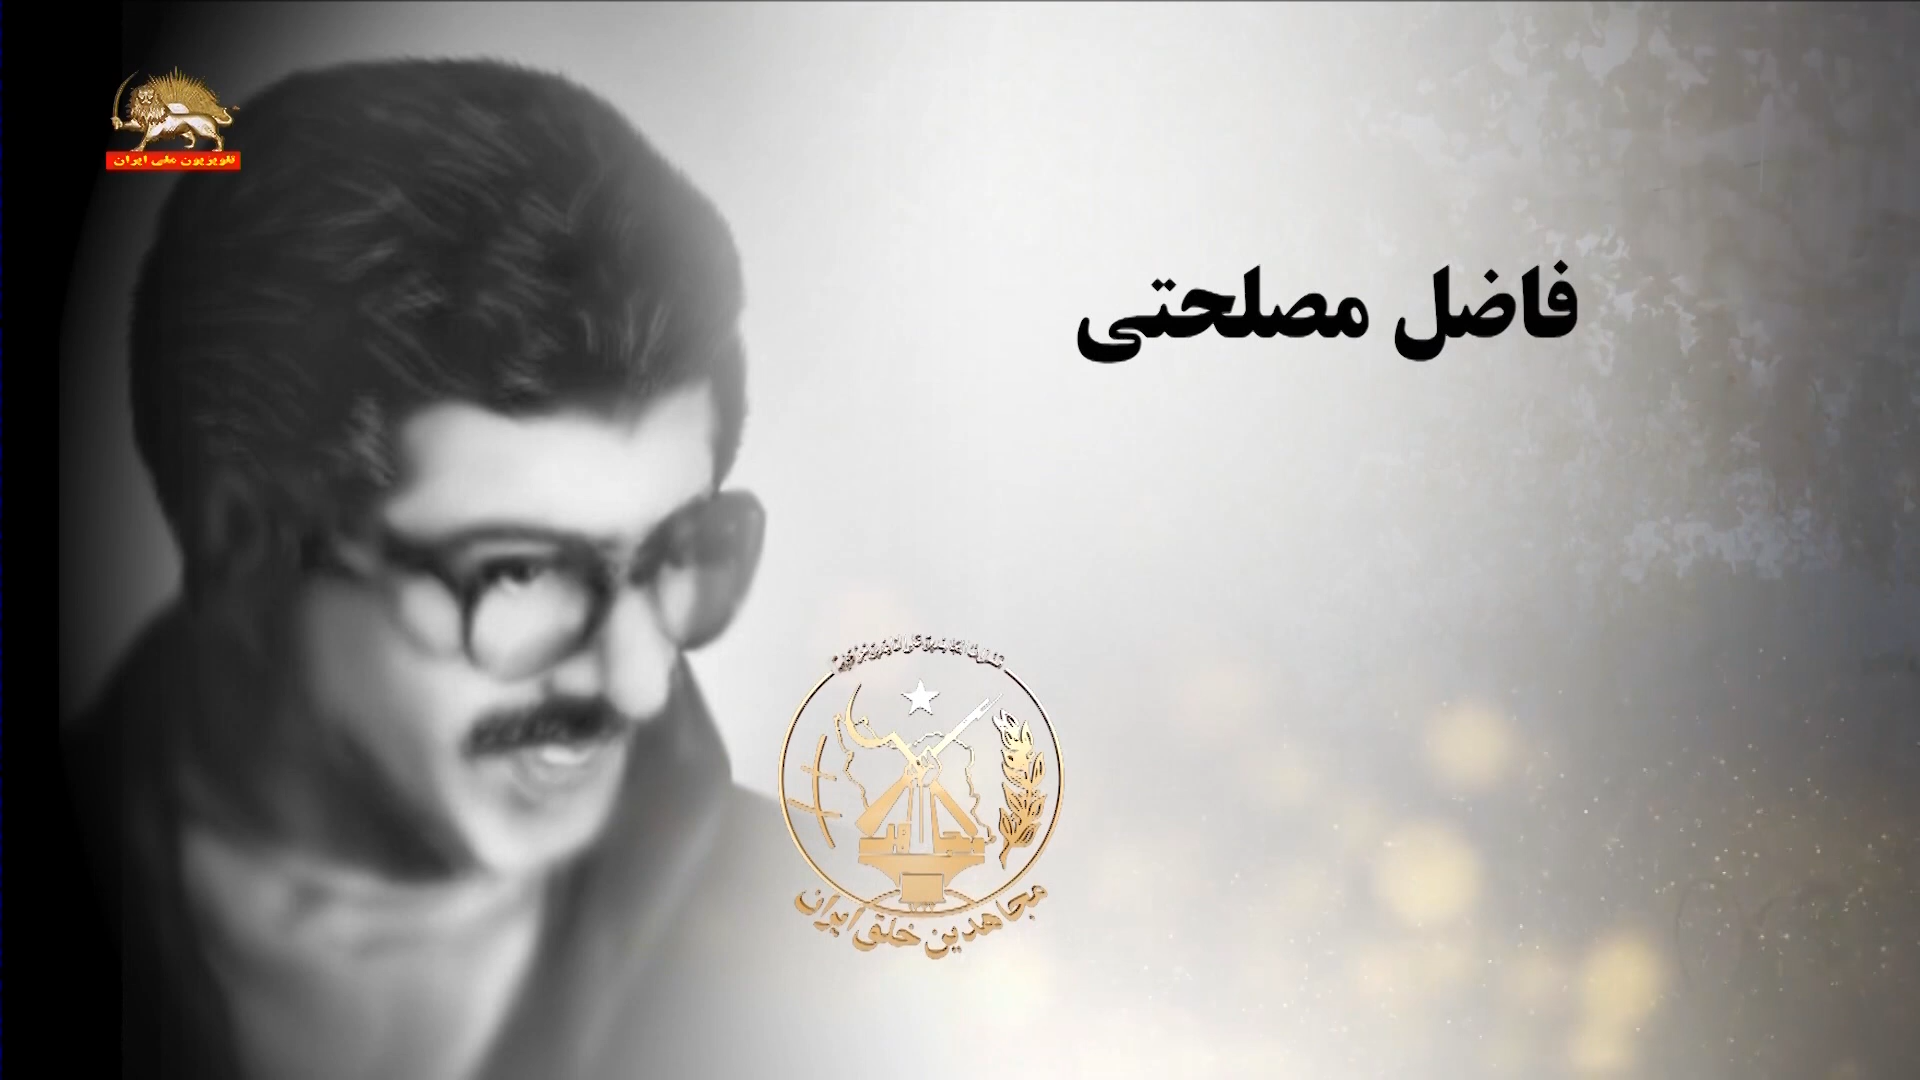 تلویزیون ملی ایران
فاضل مصلحتی
مجاهدین خلق ایران